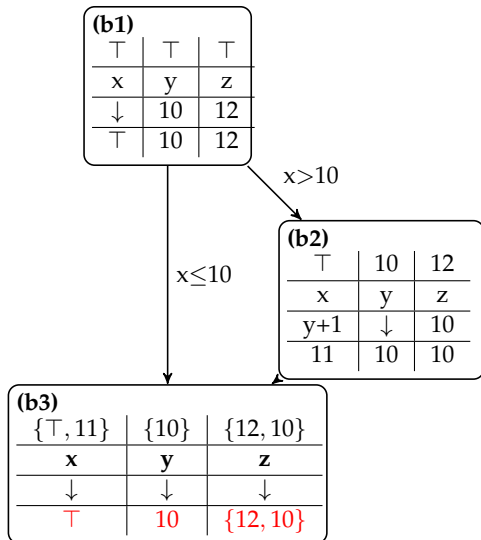 (b1)
⊤ ⊤ ⊤
x y z
↓ 10 12
⊤ 10 12
x>10
(b2)
⊤ 10 12
x y z
y+1 ↓ 10
11 10 10
x≤10
(b3)
{⊤, 11} {10} {12, 10}
x y z
↓ ↓ ↓
⊤ 10 {12, 10}